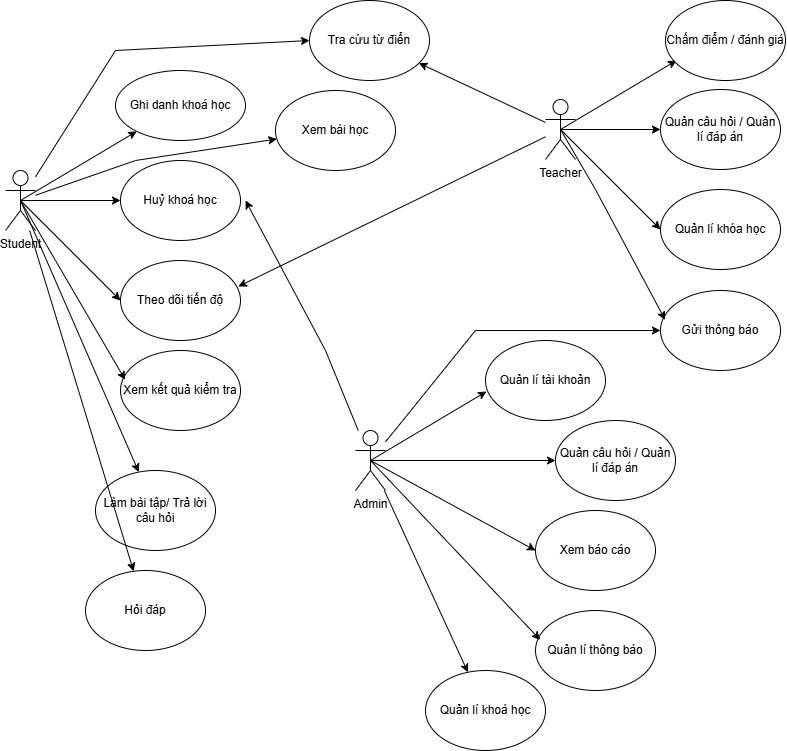 Tra cứu từ điển
Chấm điểm / đánh giá
Ghi danh khoá học
Xem bài học
Quản câu hỏi / Quản
lí đáp án
Teacher
Huỷ khoá học
Quản lí khóa học
Student
Theo dõi tiến độ
Gửi thông báo
Xem kết quả kiểm tra
Quản lí tài khoản
Quản câu hỏi / Quản
lí đáp án
Admin
Làm bài tập/ Trả lời
câu hỏi
Xem báo cáo
Hỏi đáp
Quản lí thông báo
Quản lí khoá học